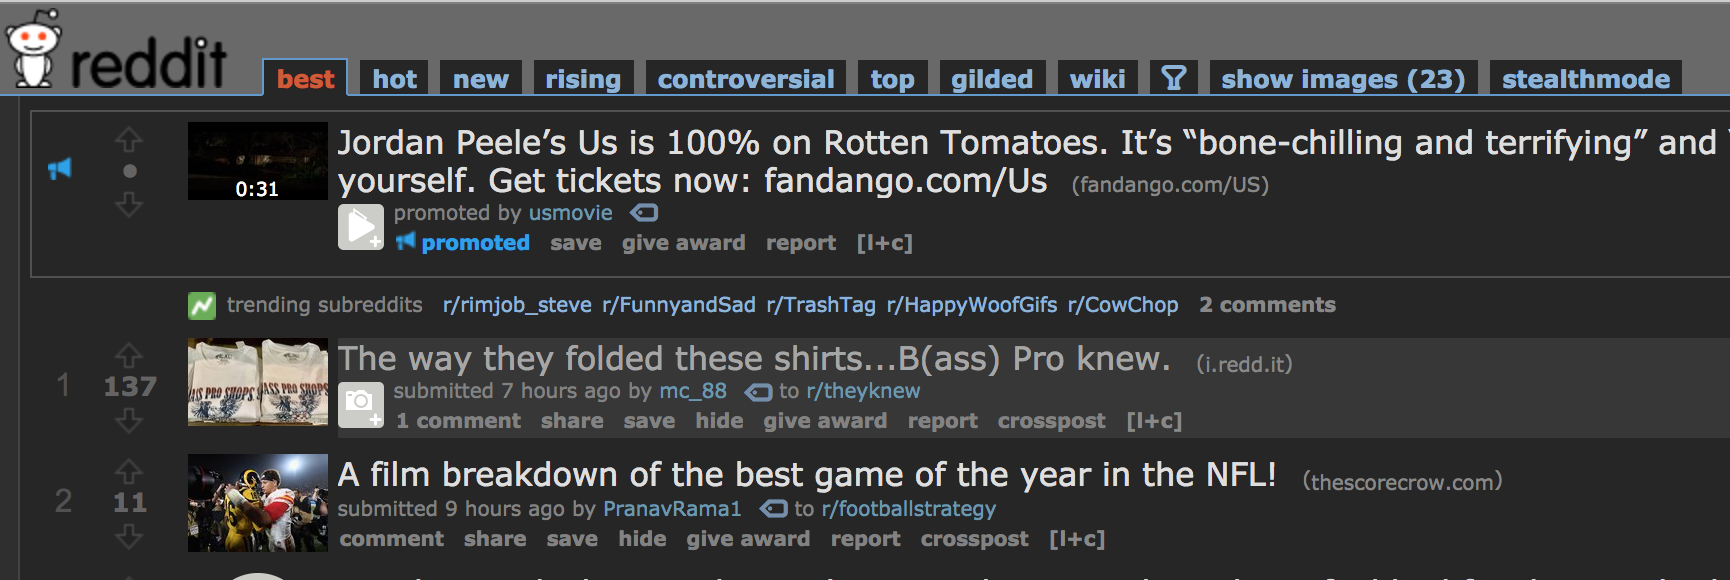 reddit
best hot new rising controversial top gilded wiki show images (23) stealthmode
Jordan Peele’s Us is 100% on Rotten Tomatoes. It’s “bone-chilling and terrifying” and
yourself. Get tickets now: fandango.com/Us (fandango.com/US)
0:31
promoted by usmovie
promoted save give award report [l+c]
trending subreddits r/rimjob_steve r/FunnyandSad r/TrashTag r/HappyWoofGifs r/CowChop 2 comments
1
137
ASS PRO SHOPS.
The way they folded these shirts...B(ass) Pro knew. (i.redd.it)
submitted 7 hours ago by mc_88 to r/theyknew
1 comment share save hide give award report crosspost [l+c]
2
11
A film breakdown of the best game of the year in the NFL! (thescorecrow.com)
submitted 9 hours ago by PranavRama1 to r/footballstrategy
comment share save hide give award report crosspost [l+c]